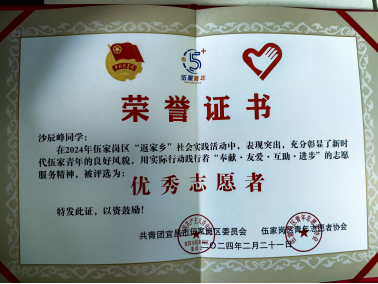 伍家青年
荣誉证书
沙辰峰同学：
在2024年伍家岗区“返家乡”社会实践活动中，表现突出，充分彰显了新时
代伍家青年的良好风貌，用实际行动践行着“奉献·友爱·互助·进步”的志愿
服务精神，被评选为：
优秀志愿者
特发此证，以资鼓励！
共青团宜昌市伍家岗区委员会 伍家岗区青年志愿者协会
二〇二四年二月二十一日